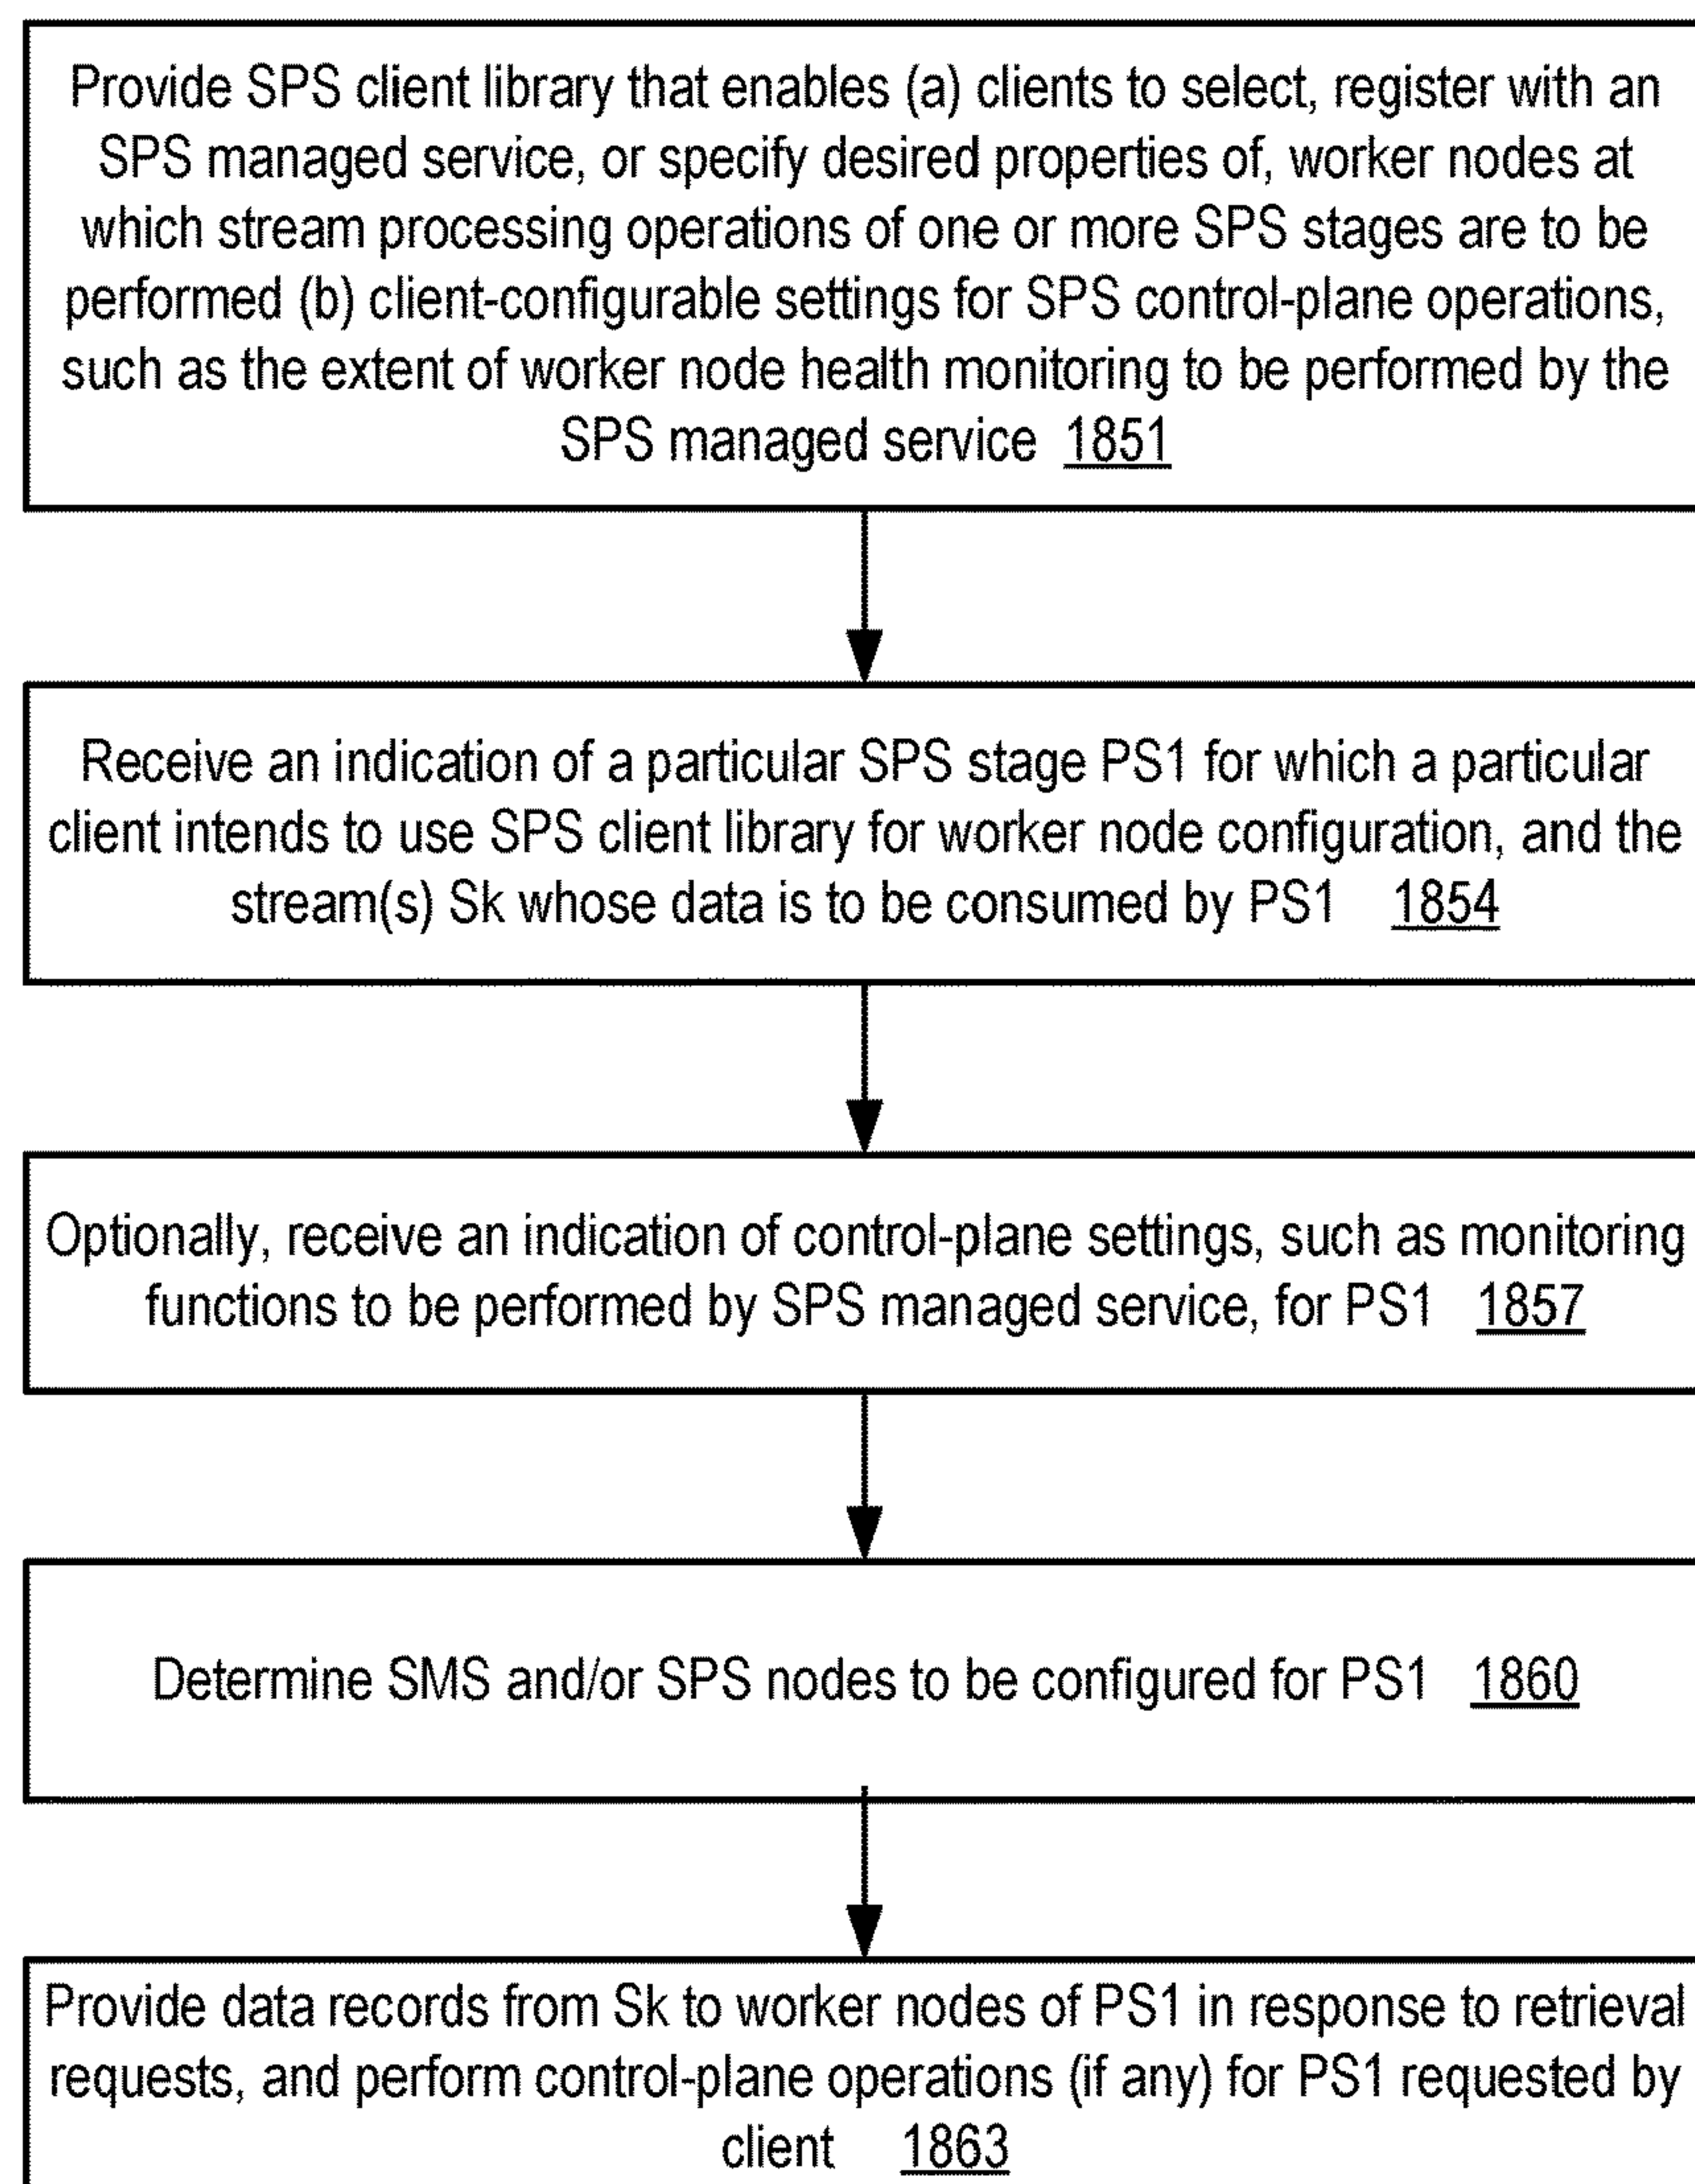 Provide SPS client library that enables (a) clients to select, register with an
SPS managed service, or specify desired properties of, worker nodes at
which stream processing operations of one or more SPS stages are to be
performed (b) client-configurable settings for SPS control-plane operations,
such as the extent of worker node health monitoring to be performed by the
SPS managed service 1851
Receive an indication of a particular SPS stage PS1 for which a particular
client intends to use SPS client library for worker node configuration, and the
stream(s) Sk whose data is to be consumed by PS1 1854
Optionally, receive an indication of control-plane settings, such as monitoring
functions to be performed by SPS managed service, for PS1 1857
Determine SMS and/or SPS nodes to be configured for PS1 1860
Provide data records from Sk to worker nodes of PS1 in response to retrieval
requests, and perform control-plane operations (if any) for PS1 requested by
client 1863